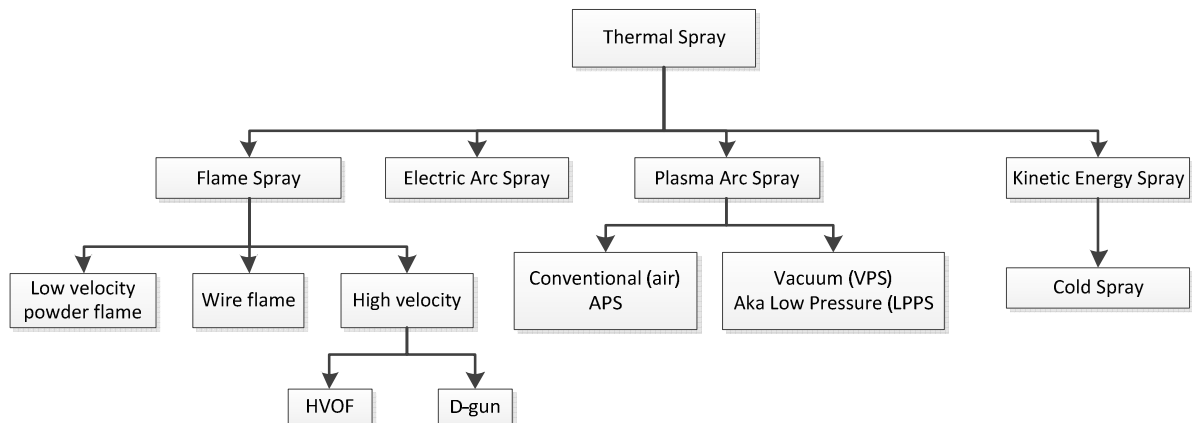 Thermal Spray
Flame Spray
Electric Arc Spray
Plasma Arc Spray
Kinetic Energy Spray
Low velocity
powder flame
Wire flame
High velocity
Conventional (air)
APS
Vacuum (VPS)
Aka Low Pressure (LPPS
Cold Spray
HVOF
D-gun